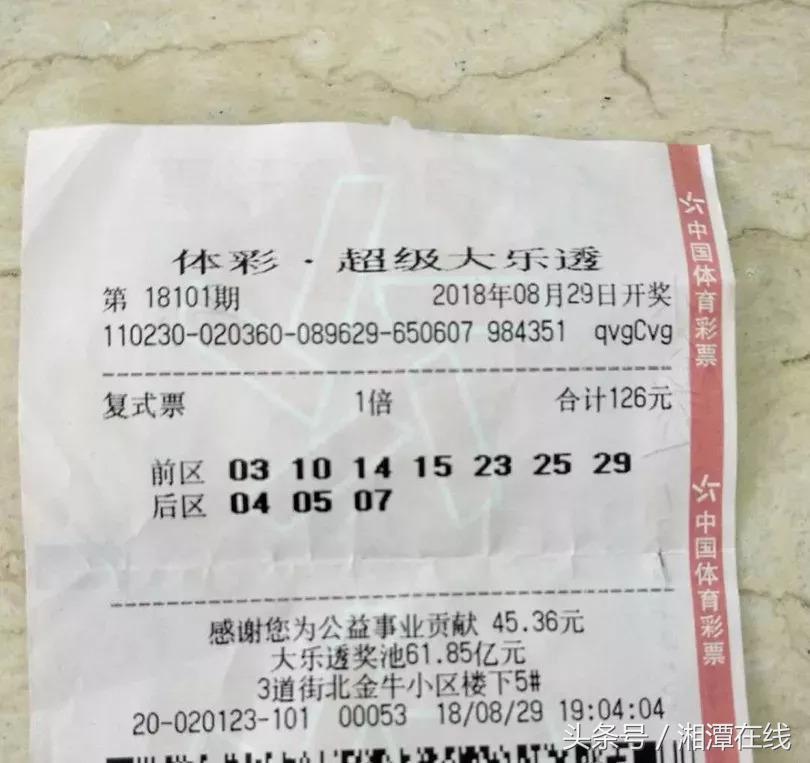 体彩·超级大乐透
第 18101期 2018年08月29日开奖
110230-020360-089629-650607 984351 qvgCvg
复式票 1倍 合计126元
前区 03 10 14 15 23 25 29
后区 04 05 07
感谢您为公益事业贡献 45.36元
大乐透奖池61.85亿元
3道街北金牛小区楼下5#
20-020123-101 00053 18/08/29 19:04:04
中国体育彩票
中国体育彩票
头条号／湘潭在线